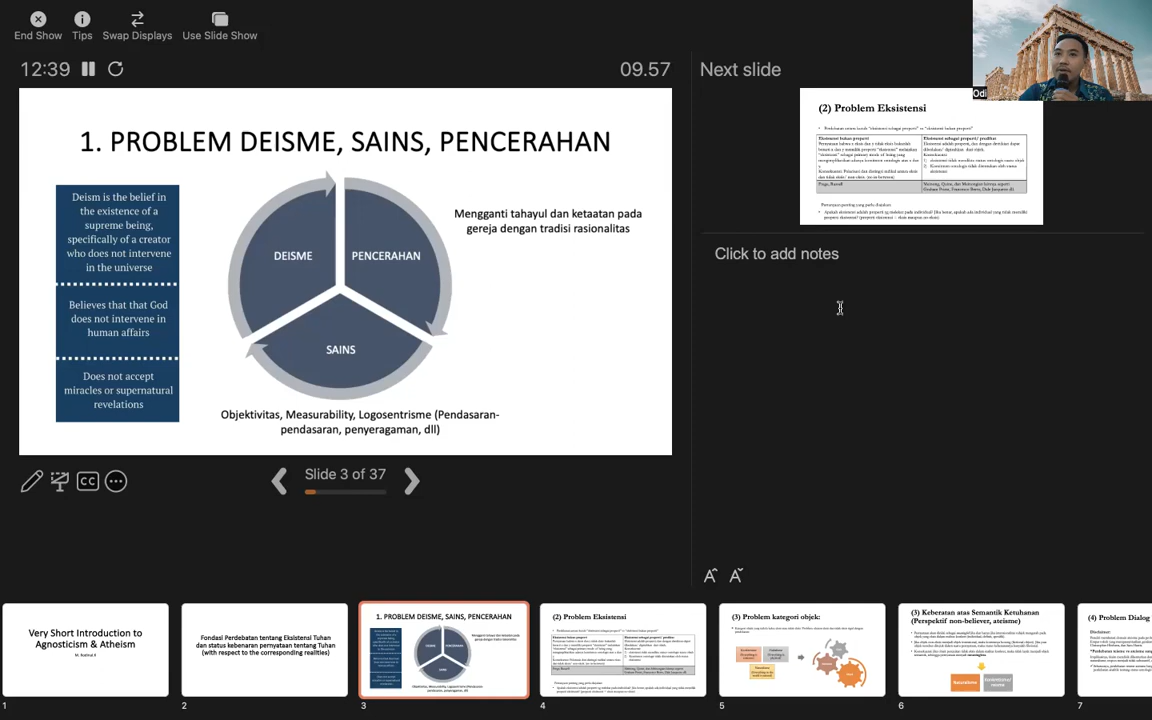 End Show
Tips
Swap Displays
Use Slide Show
12:39
09.57
Next slide
Odi
1. PROBLEM DEISME, SAINS, PENCERAHAN
Deism is the belief in
the existence of a
supreme being,
specifically of a creator
who does not intervene
in the universe
Believes that that God
does not intervene in
human affairs
Does not accept
miracles or supernatural
revelations
DEISME
PENCERAHAN
SAINS
Mengganti tahayul dan ketaatan pada
gereja dengan tradisi rasionalitas
Objektivitas, Measurability, Logosentrisme (Pendasaran-
pendasaran, penyeragaman, dll)
(2) Problem Eksistensi
Click to add notes
CC
Slide 3 of 37
Very Short Introduction to
Agnosticism & Atheism
1
Fondasi Perdebatan tentang Eksistensi Tuhan
dan status kebenaran pernyataan tentang Tuhan
(with respect to the corresponding realities)
2
1. PROBLEM DEISME, SAINS, PENCERAHAN
3
(2) Problem Eksistensi
4
(3) Problem kategori objek:
5
(3) Keberatan atas Semantik Ketuhanan
(Perspektif non-believer, ateisme)
6
(4) Problem Dialog
7